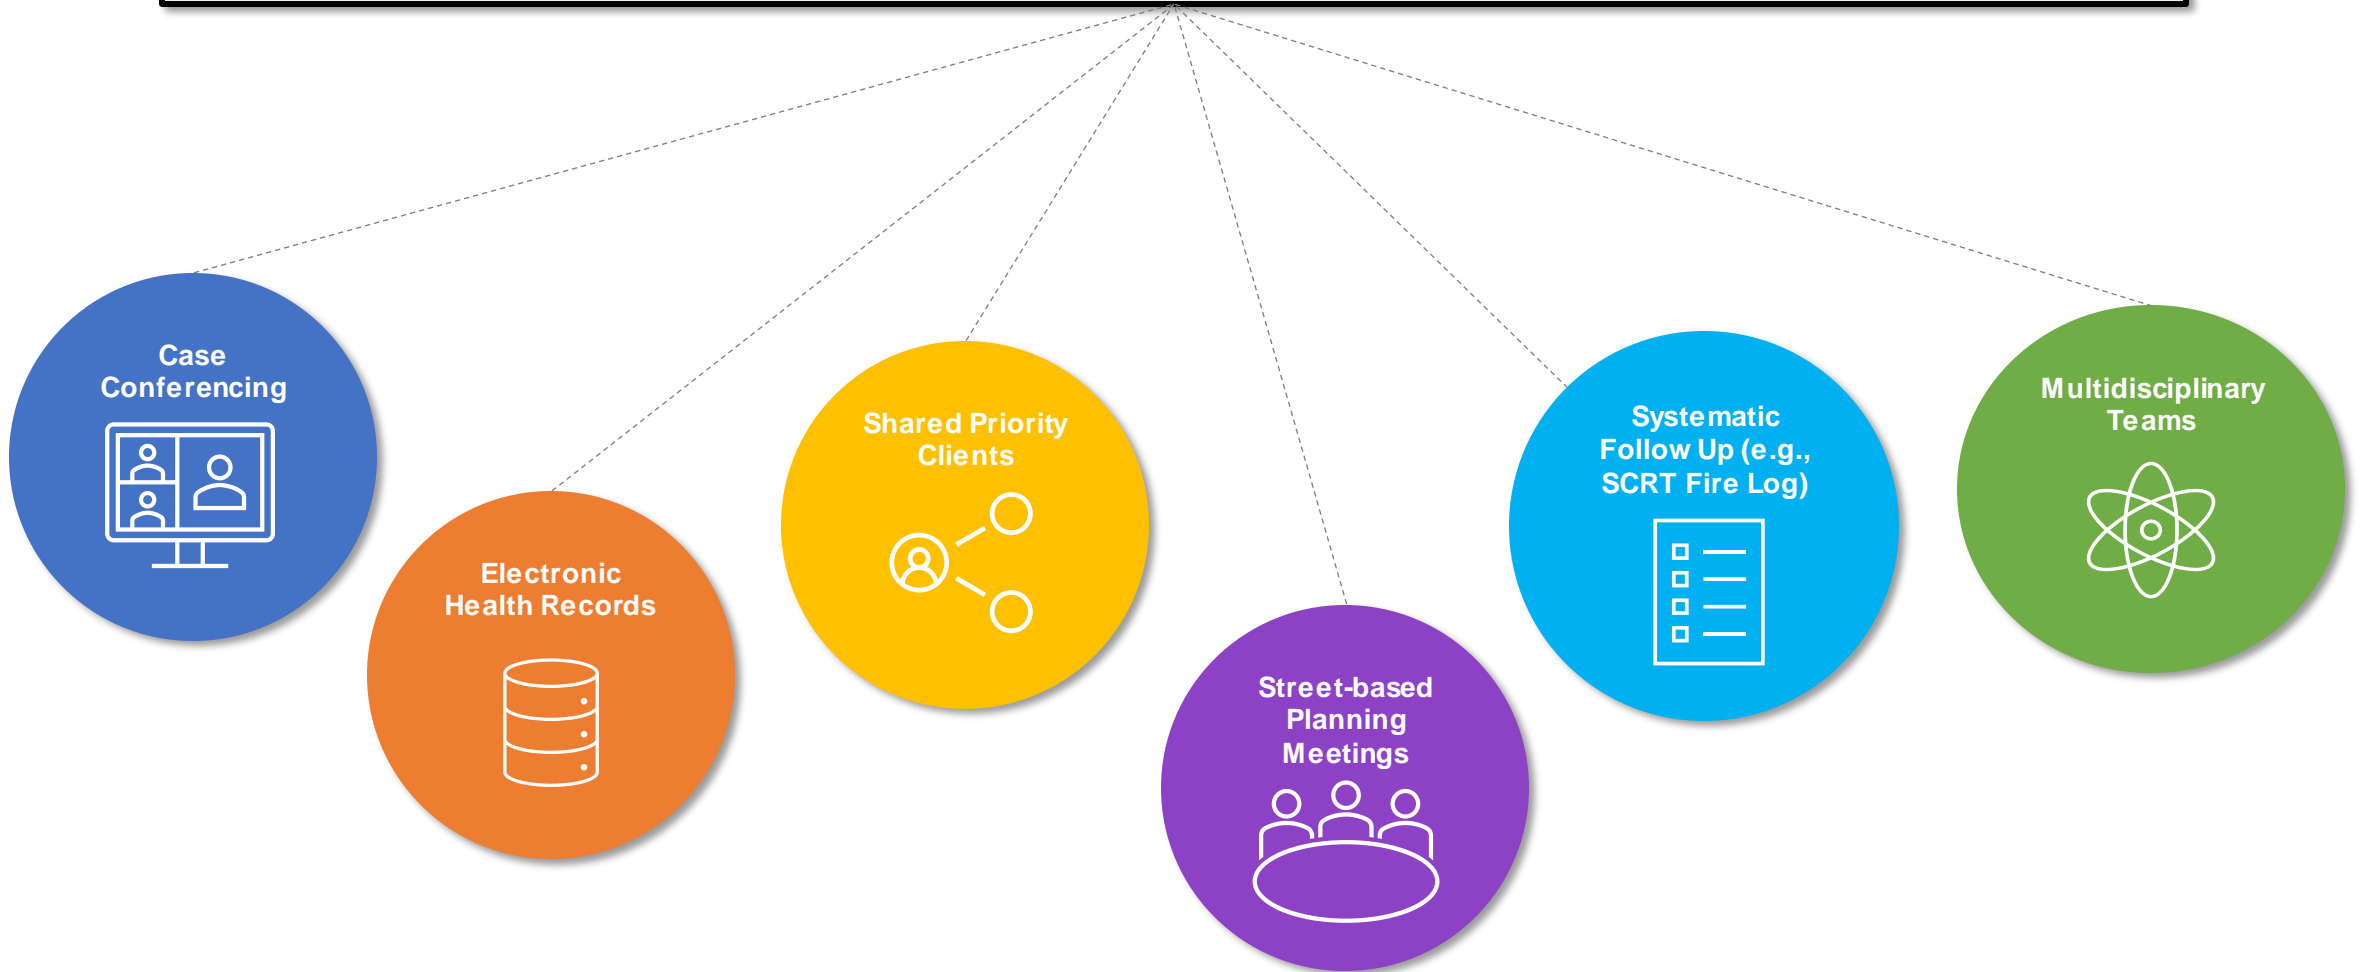 Case
Conferencing
Electronic
Health Records
Shared Priority
Clients
Street-based
Planning
Meetings
Systematic
Follow Up (e.g.,
SCRT Fire Log)
Multidisciplinary
Teams